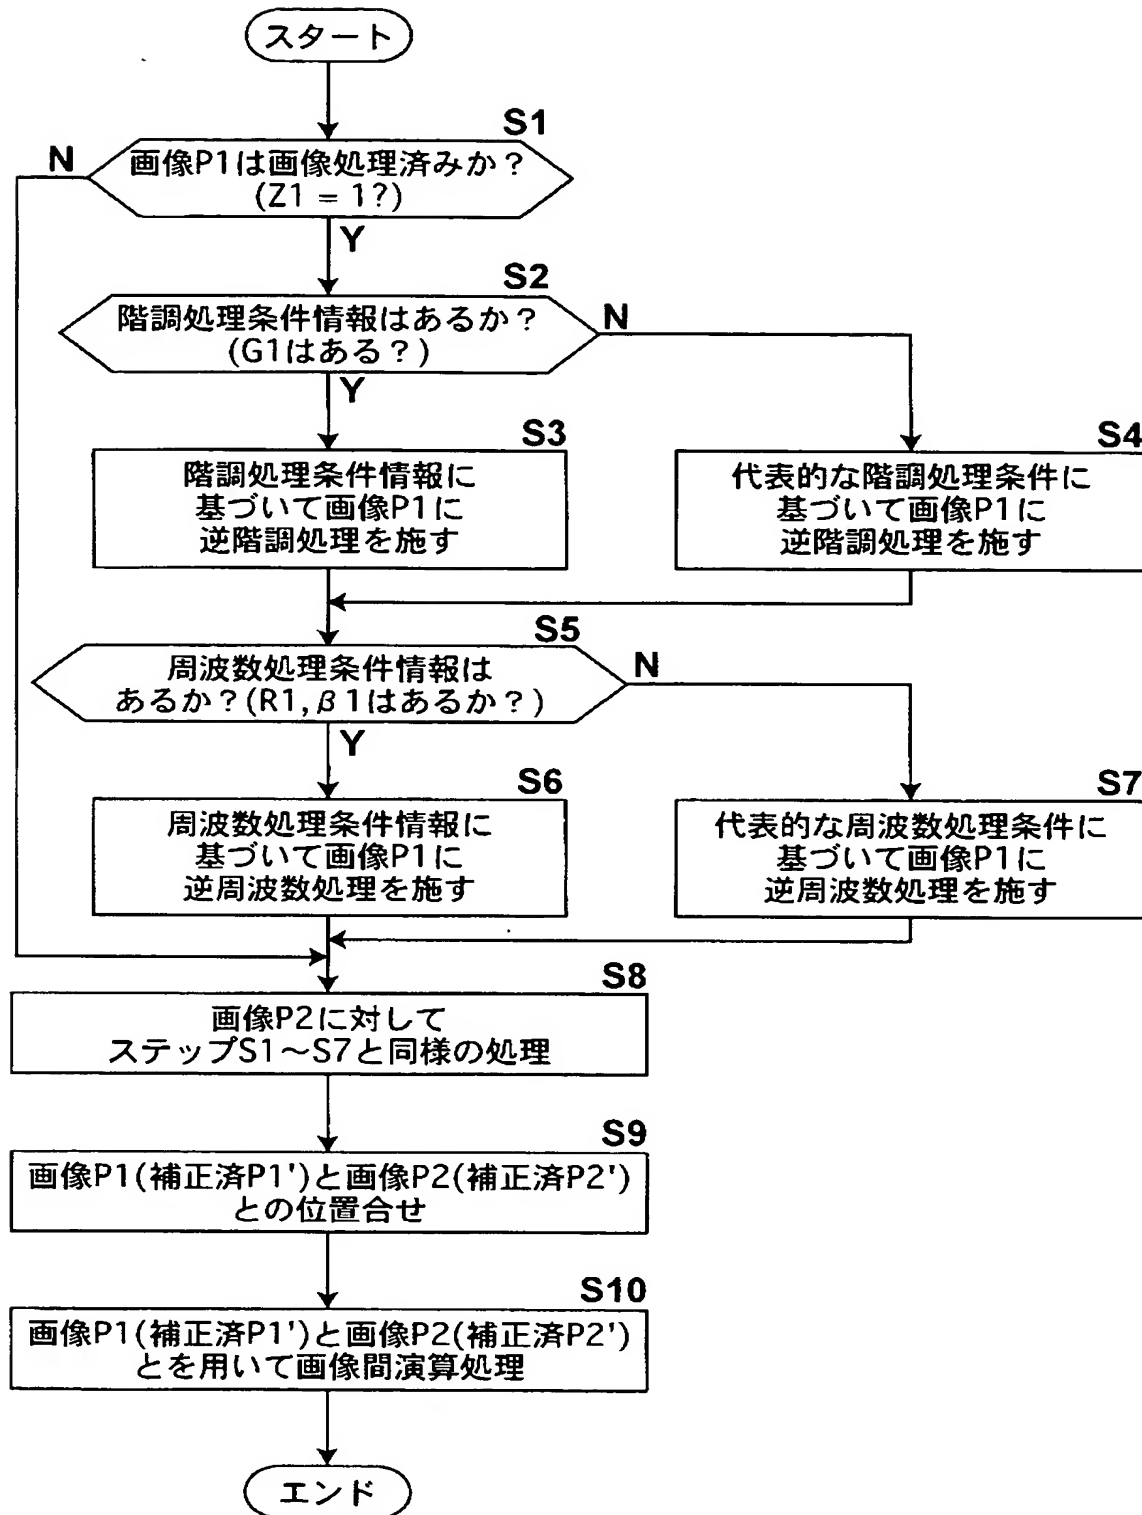 スタート
S1
N
画像P1は画像処理済みか？
(Z1 = 1?)
Y
S2
階調処理条件情報はあるか？
(G1はある？)
N
Y
S3
階調処理条件情報に
基づいて画像P1に
逆階調処理を施す
S4
代表的な階調処理条件に
基づいて画像P1に
逆階調処理を施す
S5
周波数処理条件情報は
あるか？(R1,β1はあるか？)
N
Y
S6
周波数処理条件情報に
基づいて画像P1に
逆周波数処理を施す
S7
代表的な周波数処理条件に
基づいて画像P1に
逆周波数処理を施す
S8
画像P2に対して
ステップS1～S7と同様の処理
S9
画像P1(補正済P1')と画像P2(補正済P2')
との位置合せ
S10
画像P1(補正済P1')と画像P2(補正済P2')
とを用いて画像間演算処理
エンド